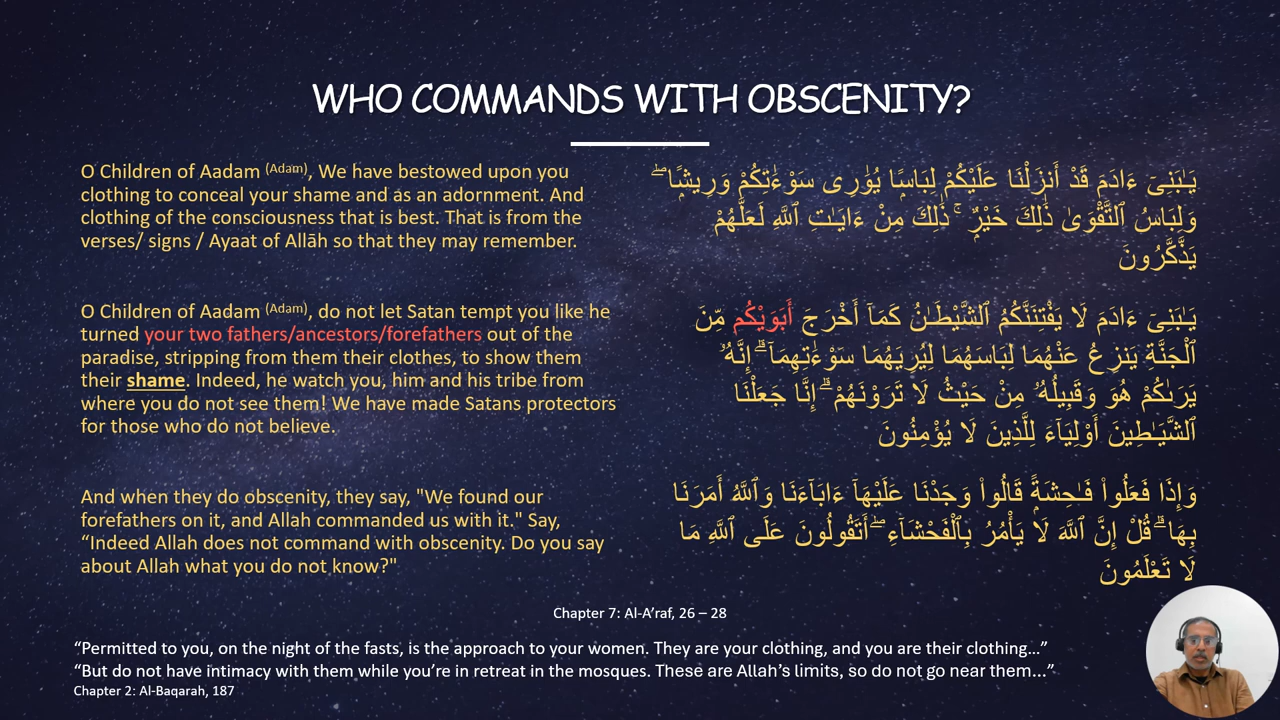 WHO COMMANDS WITH OBSCENITY?
O Children of Aadam (Adam), We have bestowed upon you
clothing to conceal your shame and as an adornment. And
clothing of the consciousness that is best. That is from the
verses/ signs / Ayaat of Allāh so that they may remember.
يَـٰبَنِىٓ ءَادَمَ قَدْ أَنزَلْنَا عَلَيْكُمْ لِبَاسًا يُوَٰرِى سَوْءَٰتِكُمْ وَرِيشًا ۖ
وَلِبَاسُ ٱلتَّقْوَىٰ ذَٰلِكَ خَيْرٌ ۚ ذَٰلِكَ مِنْ ءَايَـٰتِ ٱللَّهِ لَعَلَّهُمْ
يَذَّكَّرُونَ
O Children of Aadam (Adam), do not let Satan tempt you like he
turned your two fathers/ancestors/forefathers out of the
paradise, stripping from them their clothes, to show them
their shame. Indeed, he watch you, him and his tribe from
where you do not see them! We have made Satans protectors
for those who do not believe.
يَـٰبَنِىٓ ءَادَمَ لَا يَفْتِنَنَّكُمُ ٱلشَّيْطَـٰنُ كَمَآ أَخْرَجَ أَبَوَيْكُم مِّنَ
ٱلْجَنَّةِ يَنزِعُ عَنْهُمَا لِبَاسَهُمَا لِيُرِيَهُمَا سَوْءَٰتِهِمَآ ۗ إِنَّهُۥ
يَرَىٰكُمْ هُوَ وَقَبِيلُهُۥ مِنْ حَيْثُ لَا تَرَوْنَهُمْ ۗ إِنَّا جَعَلْنَا
ٱلشَّيَـٰطِينَ أَوْلِيَآءَ لِلَّذِينَ لَا يُؤْمِنُونَ
And when they do obscenity, they say, "We found our
forefathers on it, and Allah commanded us with it." Say,
“Indeed Allah does not command with obscenity. Do you say
about Allah what you do not know?"
وَإِذَا فَعَلُوا۟ فَـٰحِشَةً قَالُوا۟ وَجَدْنَا عَلَيْهَآ ءَابَآءَنَا وَٱللَّهُ أَمَرَنَا
بِهَا ۗ قُلْ إِنَّ ٱللَّهَ لَا يَأْمُرُ بِٱلْفَحْشَآءِ ۖ أَتَقُولُونَ عَلَى ٱللَّهِ مَا
لَا تَعْلَمُونَ
Chapter 7: Al-A’raf, 26 – 28
“Permitted to you, on the night of the fasts, is the approach to your women. They are your clothing, and you are their clothing…”
“But do not have intimacy with them while you’re in retreat in the mosques. These are Allah’s limits, so do not go near them…”.
Chapter 2: Al-Baqarah, 187